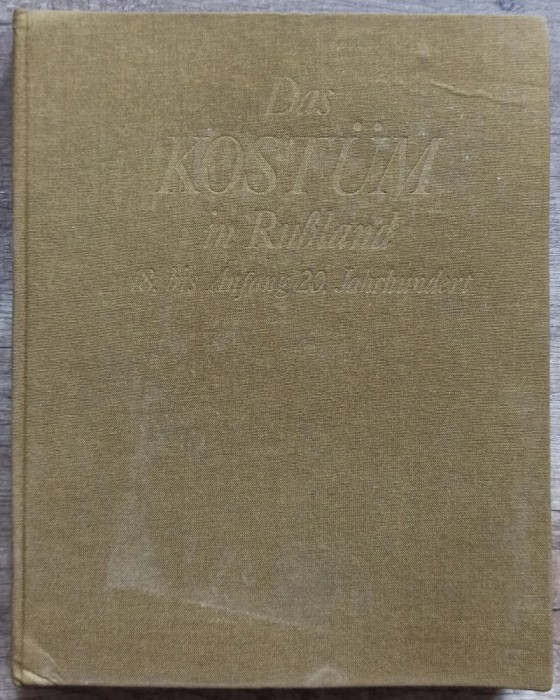 Das
KOSTÜM
in Rußland
18. bis Anfang 20. Jahrhundert